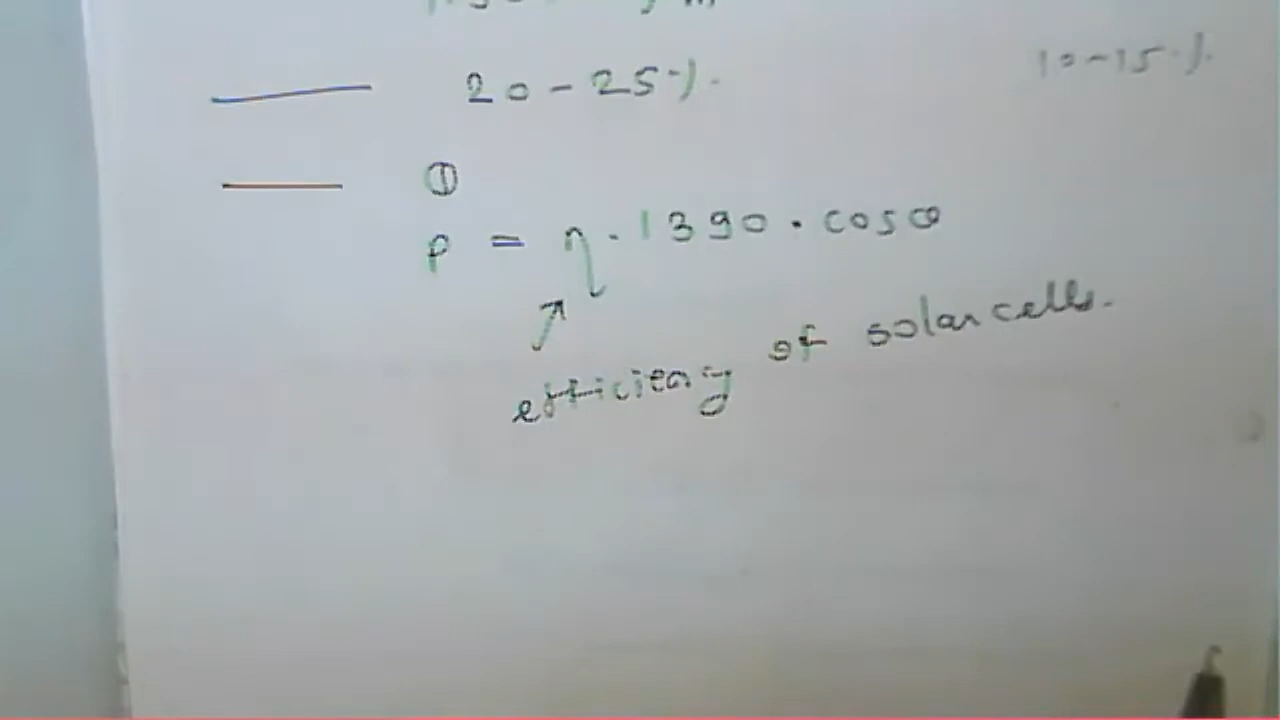 20-25%. 10-15%.
①
P = η.1390.cosθ
efficiency of solar cells.